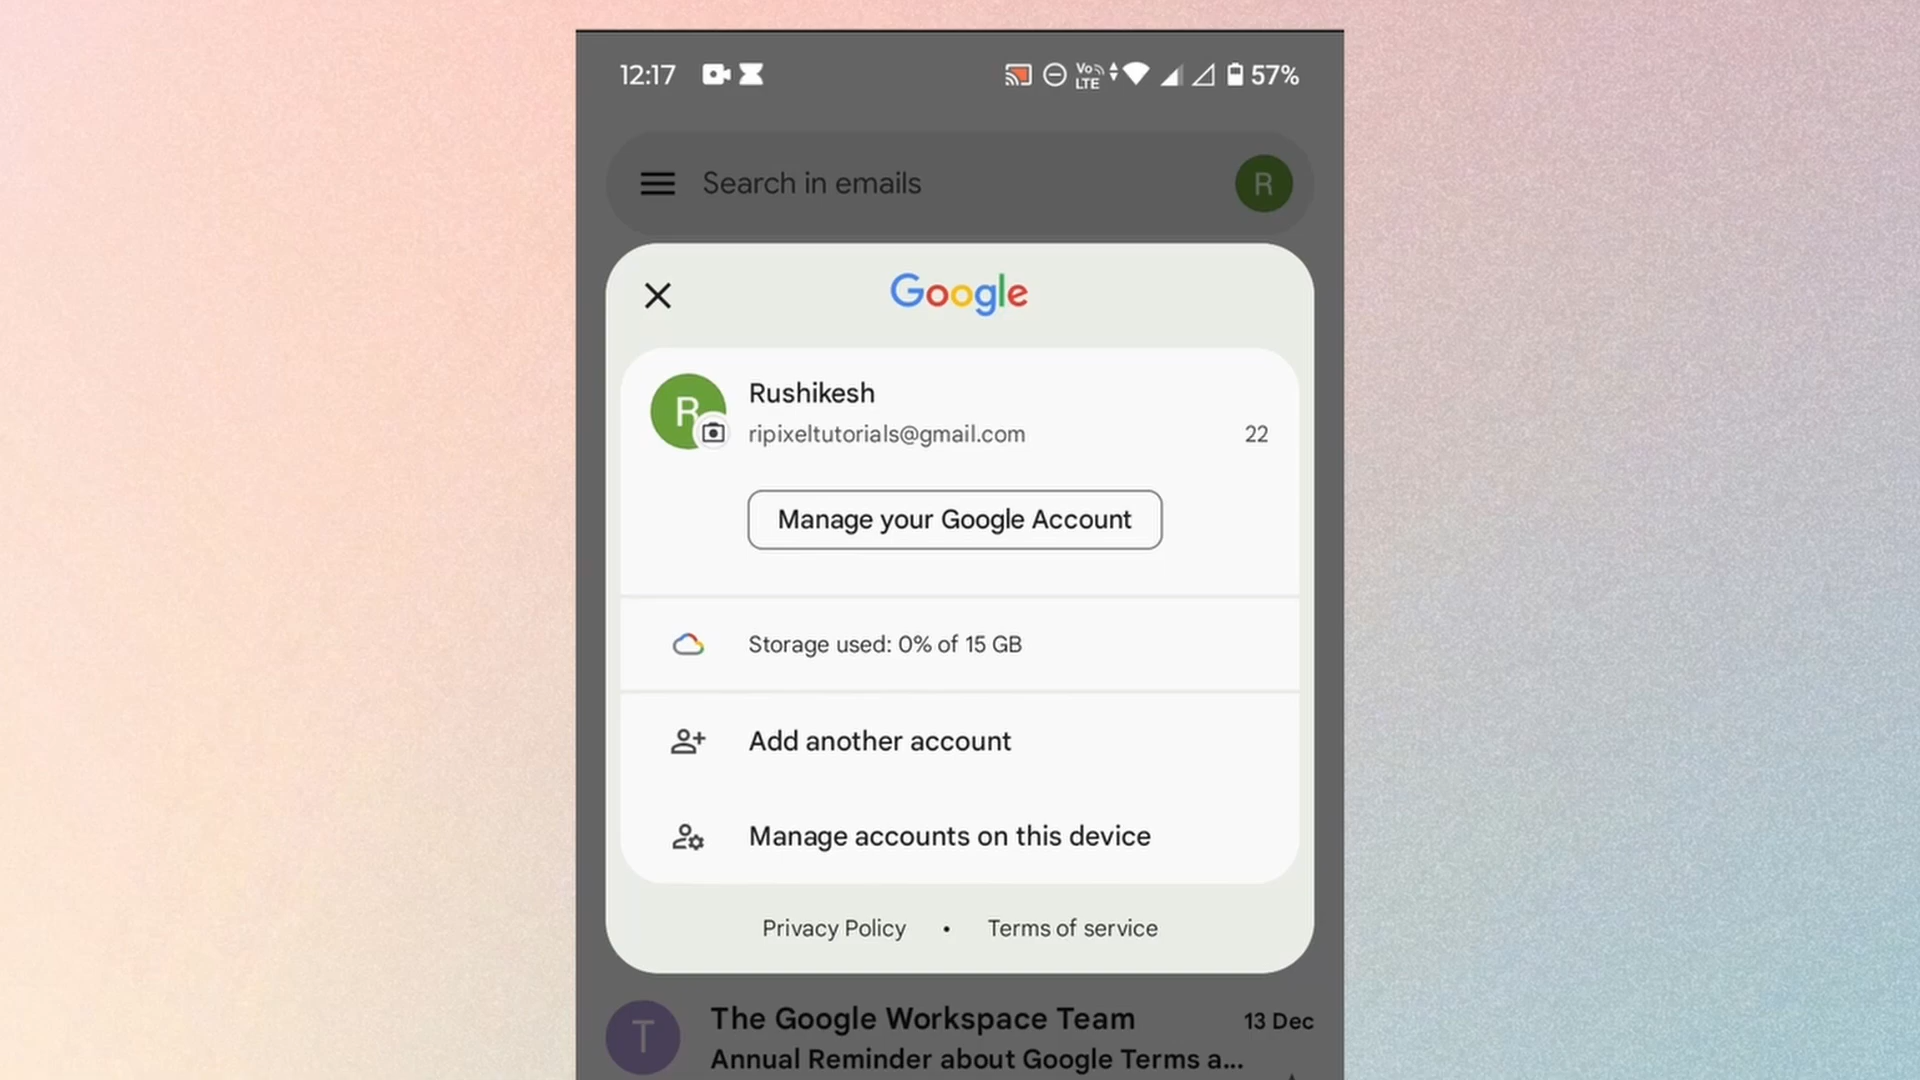 12:17 Vo LTE 57%
Search in emails R
Google
R Rushikesh
ripixeltutorials@gmail.com 22
Manage your Google Account
Storage used: 0% of 15 GB
Add another account
Manage accounts on this device
Privacy Policy • Terms of service
T The Google Workspace Team 13 Dec
Annual Reminder about Google Terms a...